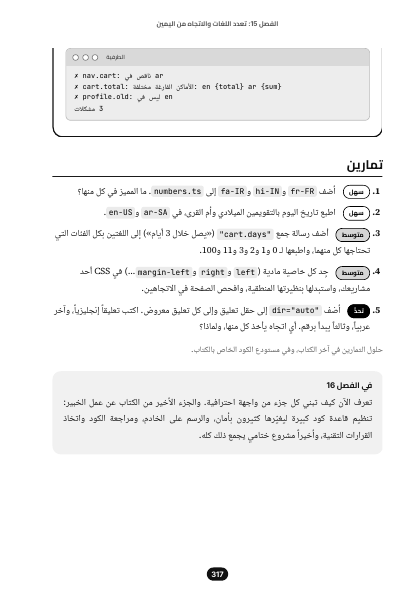 الفصل 15: تعدد اللغات والاتجاه من اليمين
الطرفية
✗ nav.cart: ناقص في ar
✗ cart.total: الأماكن الفارغة مختلفة: en {total} ar {sum}
✗ profile.old: ليس في en
3 مشكلات
تمارين
1. سهل أضف fr-FR و hi-IN و fa-IR إلى numbers.ts. ما المميز في كل منها؟
2. سهل اطبع تاريخ اليوم بالتقويمين الميلادي وأم القرى، في ar-SA و en-US.
3. متوسط أضف رسالة جمع "cart.days" («يصل خلال 3 أيام») إلى اللغتين بكل الفئات التي
تحتاجها كل منهما، واطبعها لـ 0 و1 و2 و3 و11 و100.
4. متوسط جِد كل خاصية مادية (left و right و margin-left ...) في CSS أحد
مشاريعك، واستبدلها بنظيرتها المنطقية، وافحص الصفحة في الاتجاهين.
5. تحدٍّ أضف dir="auto" إلى حقل تعليق وإلى كل تعليق معروض. اكتب تعليقاً إنجليزياً، وآخر
عربياً، وثالثاً يبدأ برقم. أي اتجاه يأخذ كل منها، ولماذا؟
حلول التمارين في آخر الكتاب، وفي مستودع الكود الخاص بالكتاب.
في الفصل 16
تعرف الآن كيف تبني كل جزء من واجهة احترافية. والجزء الأخير من الكتاب عن عمل الخبير:
تنظيم قاعدة كود كبيرة ليغيّرها كثيرون بأمان، والرسم على الخادم، ومراجعة الكود واتخاذ
القرارات التقنية، وأخيراً مشروع ختامي يجمع ذلك كله.
317